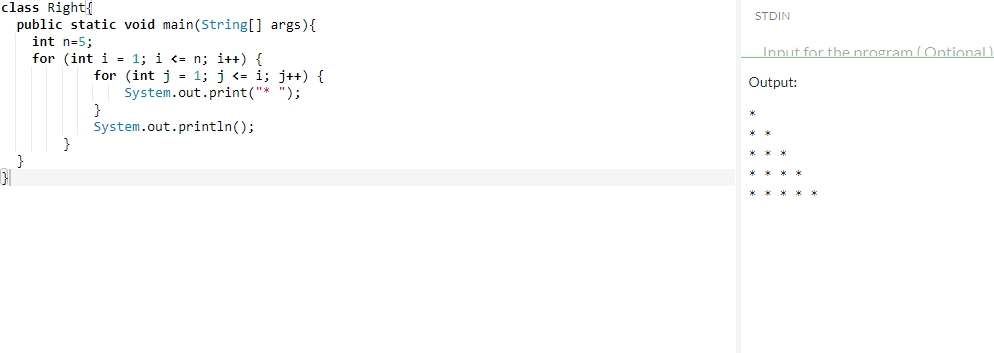 class Right{
public static void main(String[] args){
int n=5;
for (int i = 1; i <= n; i++) {
for (int j = 1; j <= i; j++) {
System.out.print("* ");
}
System.out.println();
}
}
}
STDIN
Input for the program ( Optional )
Output:
*
* *
* * *
* * * *
* * * * *